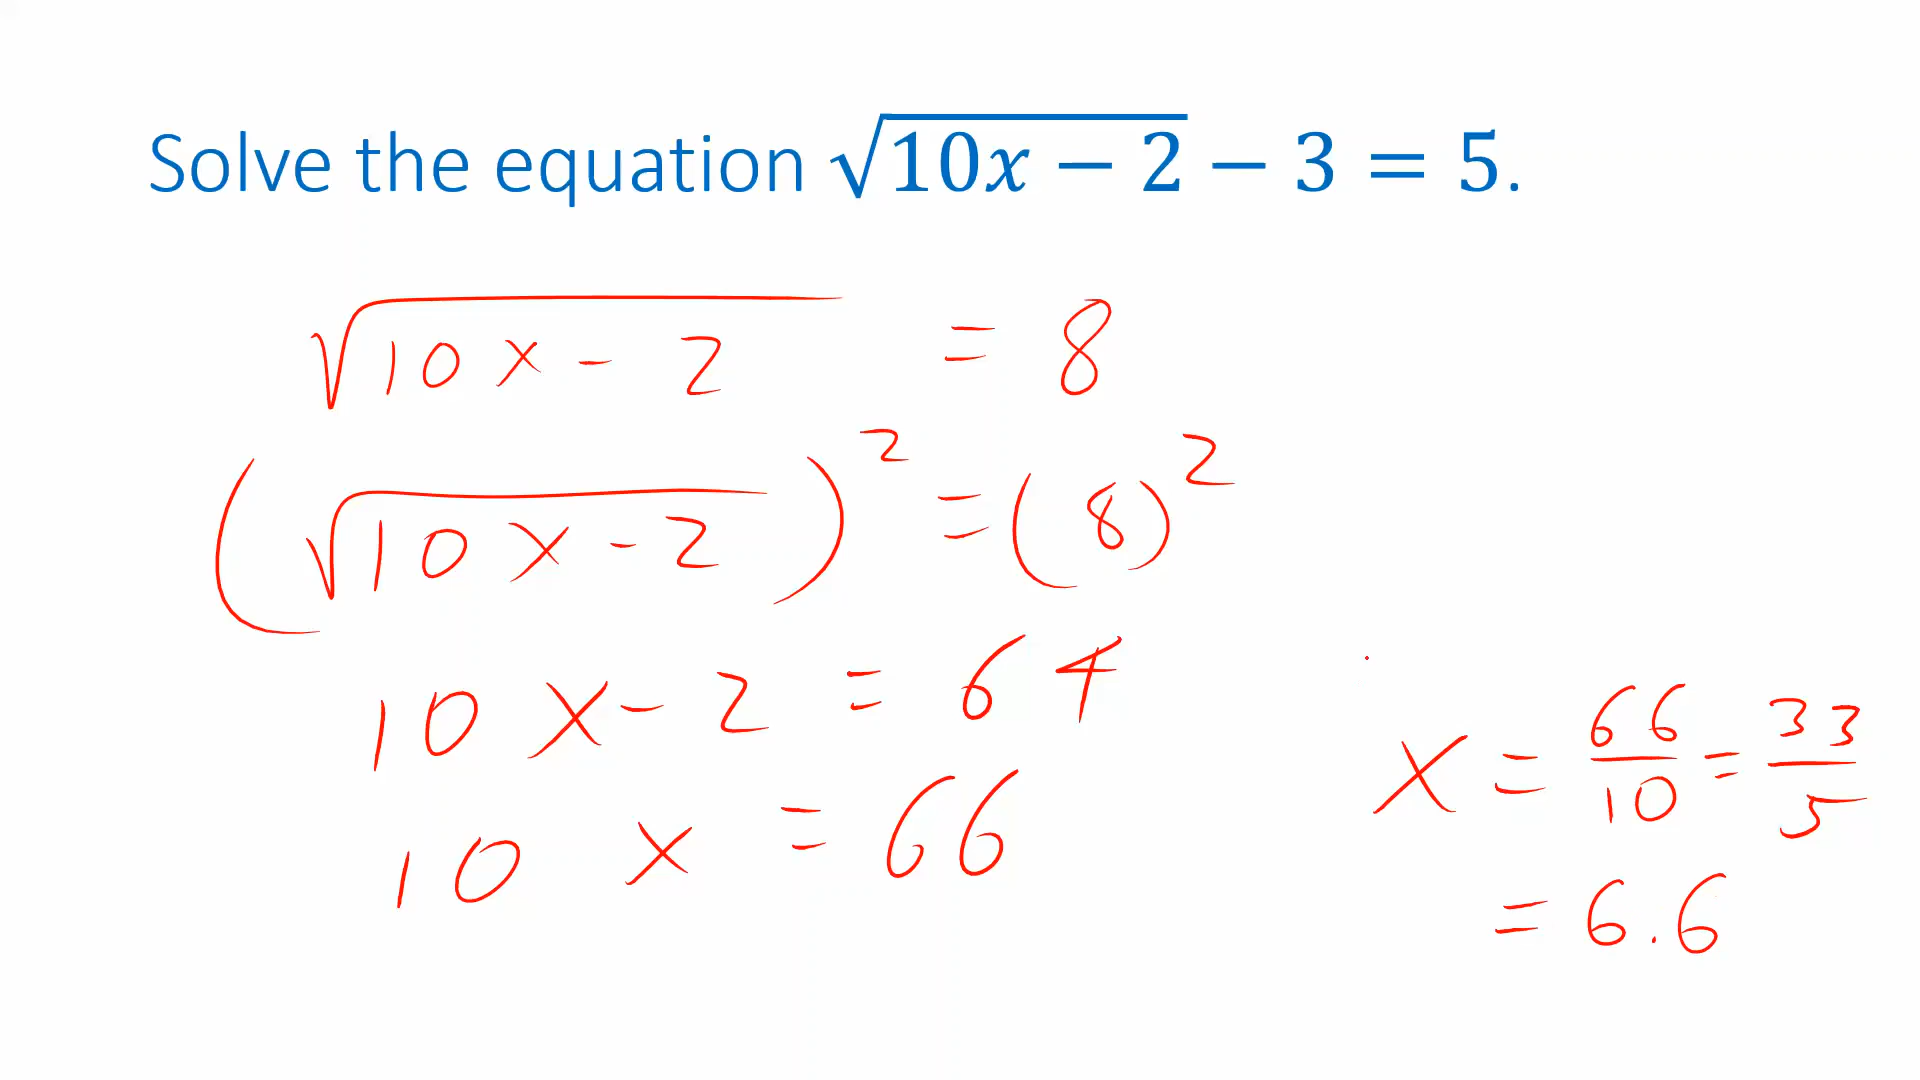 Solve the equation √(10x − 2) − 3 = 5.
√(10x - 2) = 8
(√(10x - 2))² = (8)²
10x - 2 = 64
10x = 66
x = 66/10 = 33/5
= 6.6